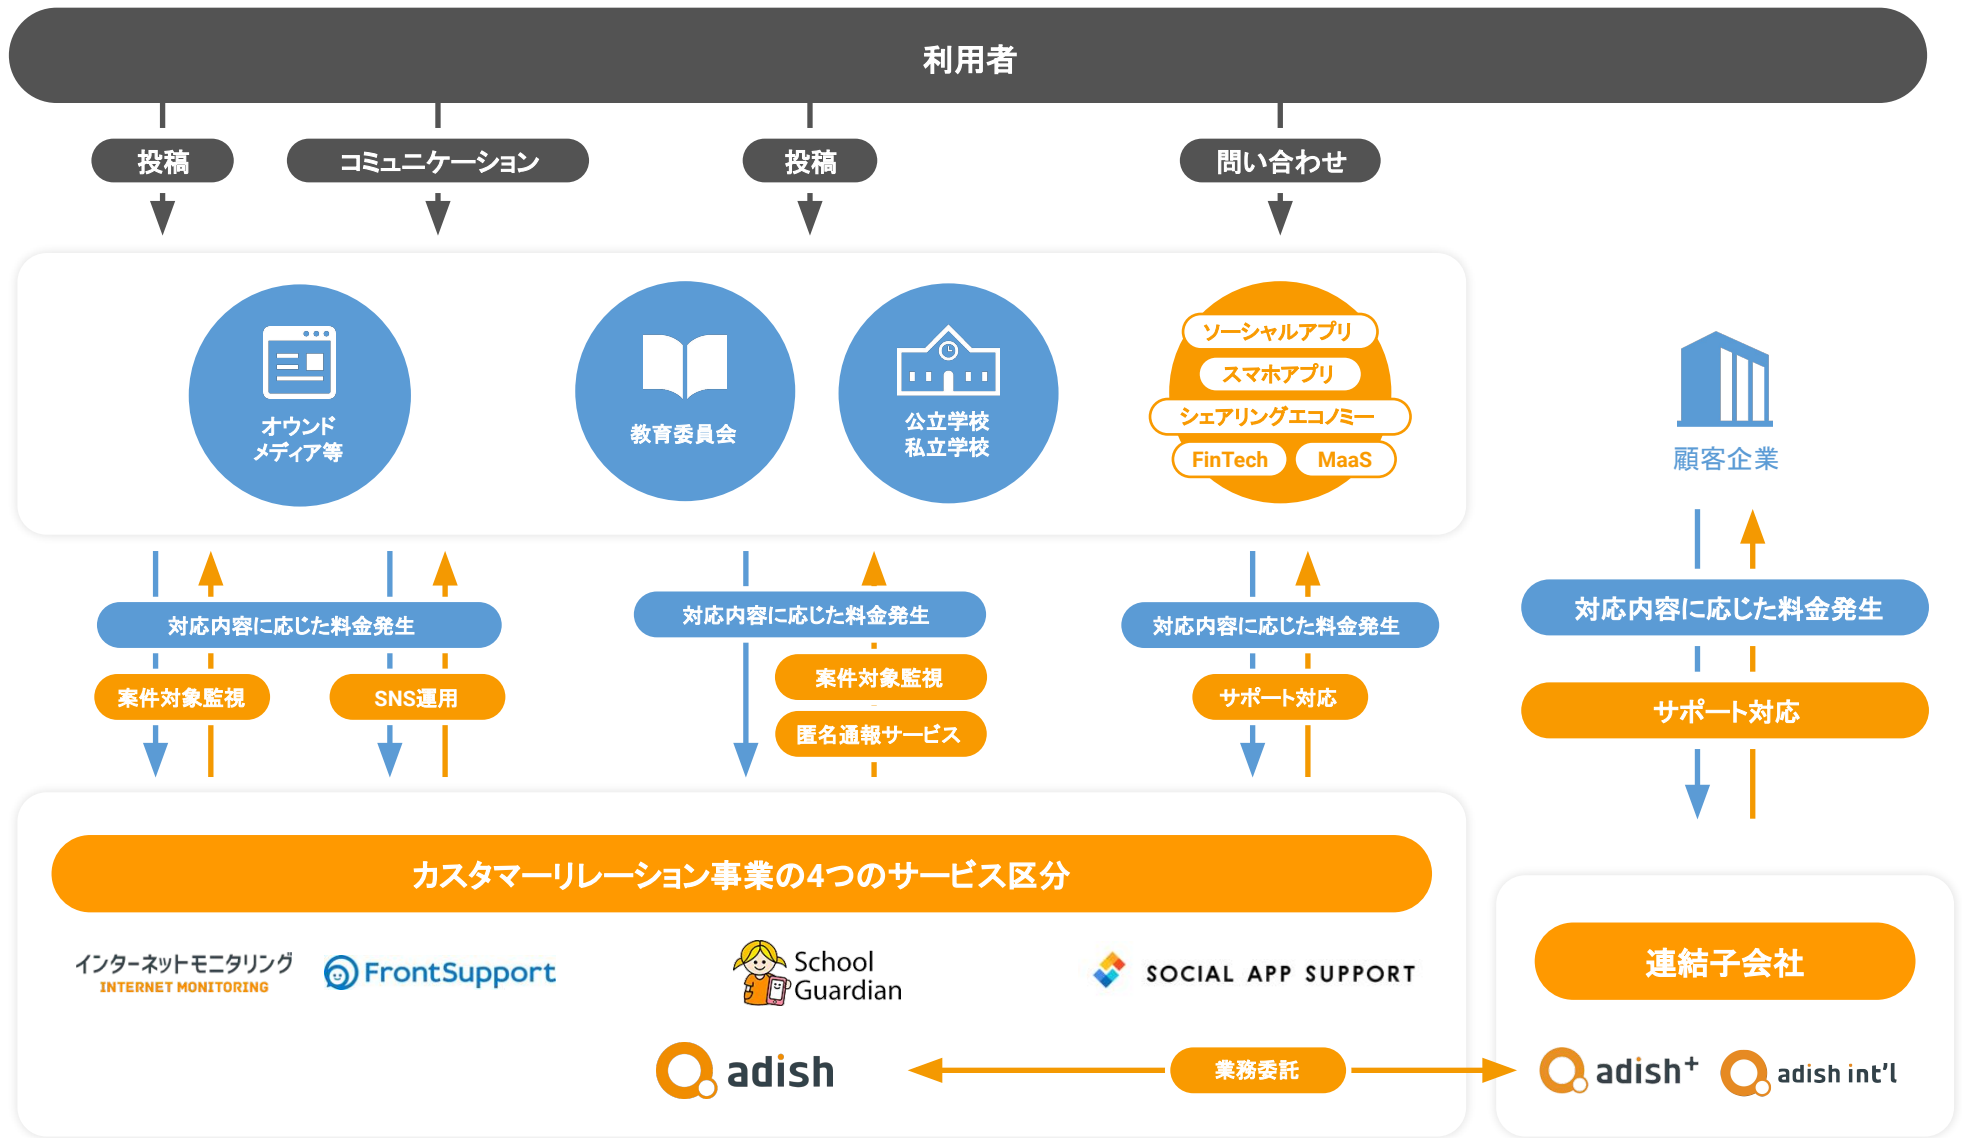 利用者
投稿
コミュニケーション
投稿
問い合わせ
オウンド
メディア等
教育委員会
公立学校
私立学校
ソーシャルアプリ
スマホアプリ
シェアリングエコノミー
FinTech
MaaS
顧客企業
対応内容に応じた料金発生
案件対象監視
SNS運用
対応内容に応じた料金発生
案件対象監視
匿名通報サービス
対応内容に応じた料金発生
サポート対応
対応内容に応じた料金発生
サポート対応
カスタマーリレーション事業の4つのサービス区分
インターネットモニタリング
INTERNET MONITORING
FrontSupport
School
Guardian
SOCIAL APP SUPPORT
adish
業務委託
連結子会社
adish+
adish int'l